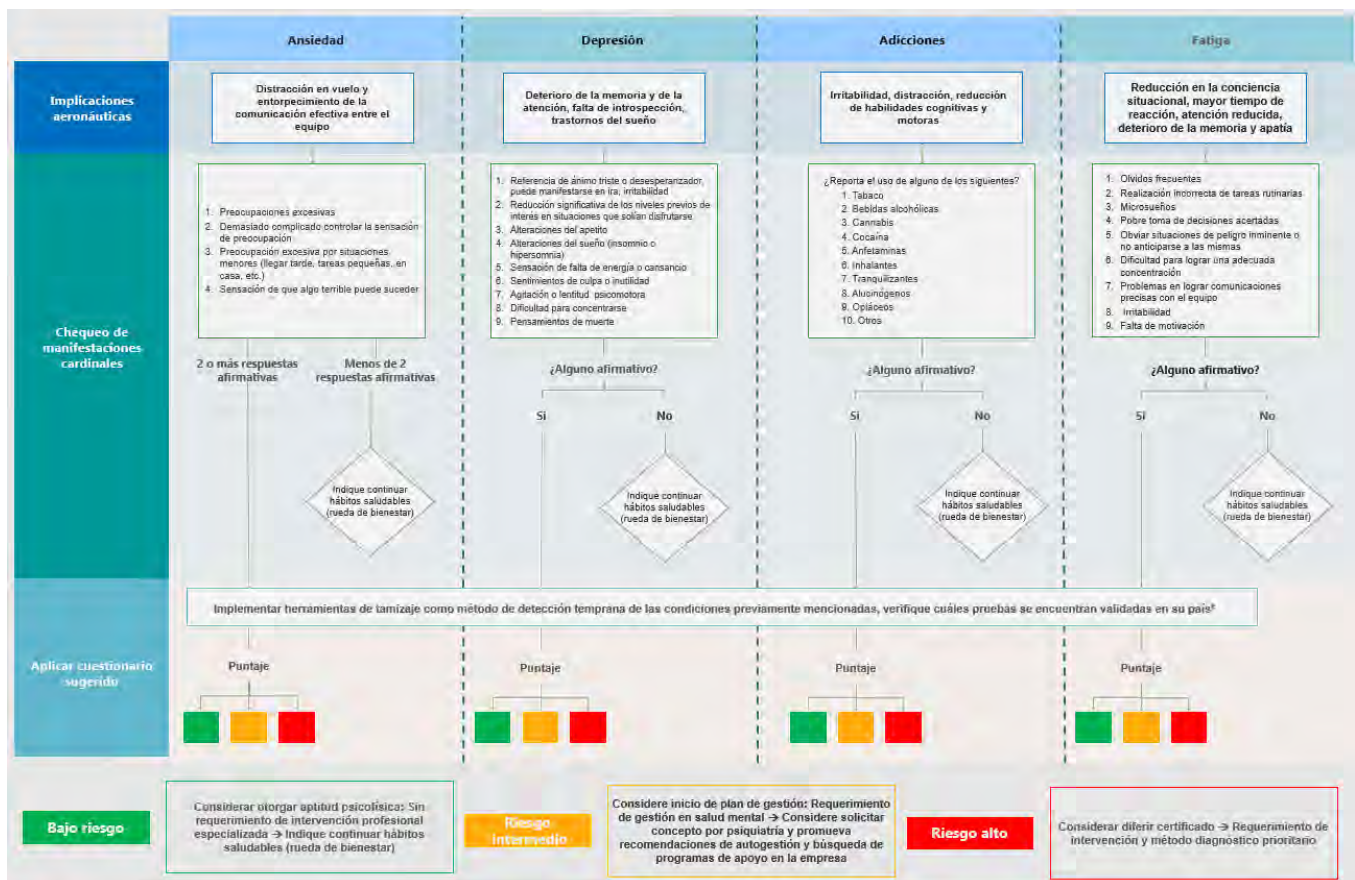 Ansiedad
Depresión
Adicciones
Fatiga
Implicaciones
aeronáuticas
Distracción en vuelo y
entorpecimiento de la
comunicación efectiva entre el
equipo
Deterioro de la memoria y de la
atención, falta de introspección,
trastornos del sueño
Irritabilidad, distracción, reducción
de habilidades cognitivas y
motoras
Reducción en la conciencia
situacional, mayor tiempo de
reacción, atención reducida,
deterioro de la memoria y apatía
Chequeo de
manifestaciones
cardinales
1. Preocupaciones excesivas
2. Demasiado complicado controlar la sensación
de preocupación
3. Preocupación excesiva por situaciones
menores (llegar tarde, tareas pequeñas, en
casa, etc.)
4. Sensación de que algo terrible puede suceder
1. Referencia de ánimo triste o desesperanzador,
puede manifestarse en ira, irritabilidad
2. Reducción significativa de los niveles previos de
interés en situaciones que solían disfrutarse
3. Alteraciones del apetito
4. Alteraciones del sueño (insomnio o
hipersomnia)
5. Sensación de falta de energía o cansancio
6. Sentimientos de culpa o inutilidad
7. Agitación o lentitud psicomotora
8. Dificultad para concentrarse
9. Pensamientos de muerte
¿Reporta el uso de alguno de los siguientes?
1. Tabaco
2. Bebidas alcohólicas
3. Cannabis
4. Cocaína
5. Anfetaminas
6. Inhalantes
7. Tranquilizantes
8. Alucinógenos
9. Opiáceos
10. Otros
1. Olvidos frecuentes
2. Realización incorrecta de tareas rutinarias
3. Microsueños
4. Pobre toma de decisiones acertadas
5. Obviar situaciones de peligro inminente o
no anticiparse a las mismas
6. Dificultad para lograr una adecuada
concentración
7. Problemas en lograr comunicaciones
precisas con el equipo
8. Irritabilidad
9. Falta de motivación
2 o más respuestas
afirmativas
Menos de 2
respuestas afirmativas
¿Alguno afirmativo?
Si
No
¿Alguno afirmativo?
Si
No
¿Alguno afirmativo?
Si
No
Indique continuar
hábitos saludables
(rueda de bienestar)
Indique continuar
hábitos saludables
(rueda de bienestar)
Indique continuar
hábitos saludables
(rueda de bienestar)
Indique continuar
hábitos saludables
(rueda de bienestar)
Implementar herramientas de tamizaje como método de detección temprana de las condiciones previamente mencionadas, verifique cuáles pruebas se encuentran validadas en su país
Aplicar cuestionario
sugerido
Puntaje
Puntaje
Puntaje
Puntaje
Bajo riesgo
Considerar otorgar aptitud psicofísica: Sin
requerimiento de intervención profesional
especializada → Indique continuar hábitos
saludables (rueda de bienestar)
Riesgo
intermedio
Considere inicio de plan de gestión: Requerimiento
de gestión en salud mental → Considere solicitar
concepto por psiquiatría y promueva
recomendaciones de autogestión y búsqueda de
programas de apoyo en la empresa
Riesgo alto
Considerar diferir certificado → Requerimiento de
intervención y método diagnóstico prioritario